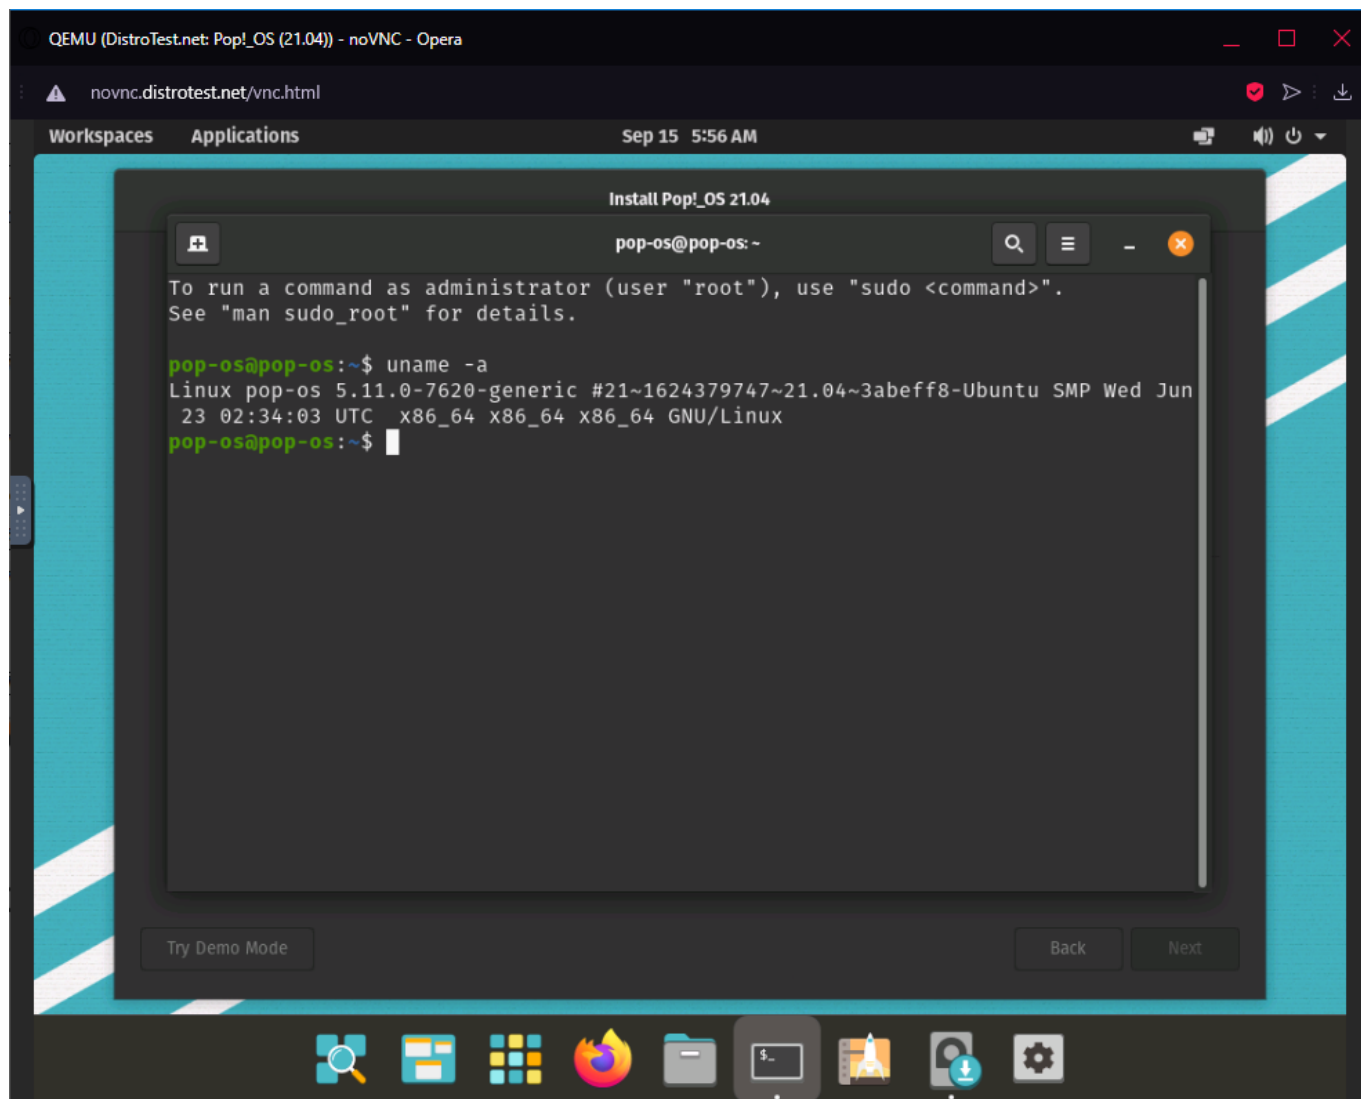 QEMU (DistroTest.net: Pop!_OS (21.04)) - noVNC - Opera
novnc.distrotest.net/vnc.html
Workspaces Applications Sep 15 5:56 AM
Install Pop!_OS 21.04
pop-os@pop-os: ~
To run a command as administrator (user "root"), use "sudo <command>".
See "man sudo_root" for details.
pop-os@pop-os:~$ uname -a
Linux pop-os 5.11.0-7620-generic #21~1624379747~21.04~3abeff8-Ubuntu SMP Wed Jun
23 02:34:03 UTC  x86_64 x86_64 x86_64 GNU/Linux
pop-os@pop-os:~$
Try Demo Mode Back Next
$_